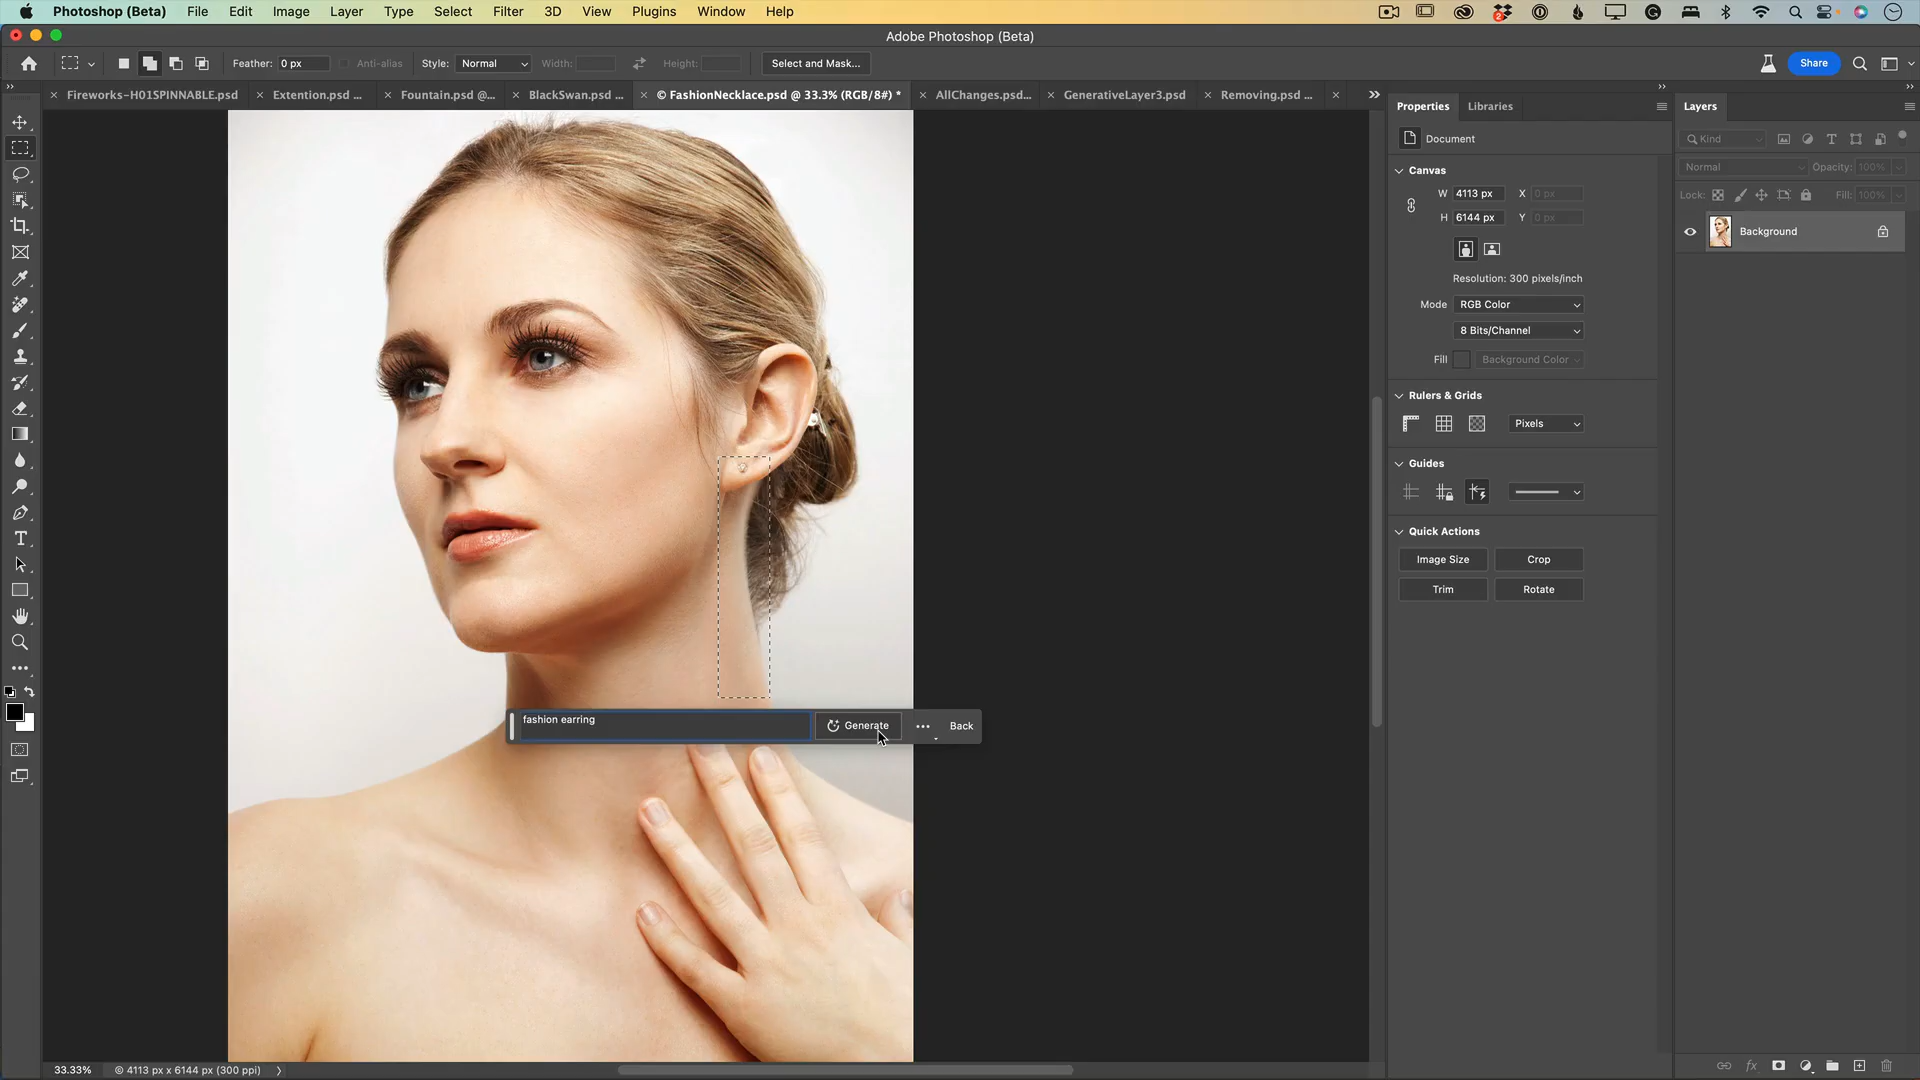 Photoshop (Beta) File Edit Image Layer Type Select Filter 3D View Plugins Window Help
Adobe Photoshop (Beta)
Feather: 0 px Anti-alias Style: Normal Width: Height: Select and Mask... Share
Fireworks-H01SPINNABLE.psd Extention.psd ... Fountain.psd @... BlackSwan.psd ... © FashionNecklace.psd @ 33.3% (RGB/8#) * AllChanges.psd... GenerativeLayer3.psd Removing.psd ...
Properties Libraries
Document
Canvas
W 4113 px X 0 px
H 6144 px Y 0 px
Resolution: 300 pixels/inch
Mode RGB Color
8 Bits/Channel
Fill Background Color
Rulers & Grids
Pixels
Guides
Quick Actions
Image Size Crop
Trim Rotate
Layers
Kind
Normal Opacity: 100%
Lock: Fill: 100%
Background
fashion earring Generate ... Back
33.33% © 4113 px x 6144 px (300 ppi)